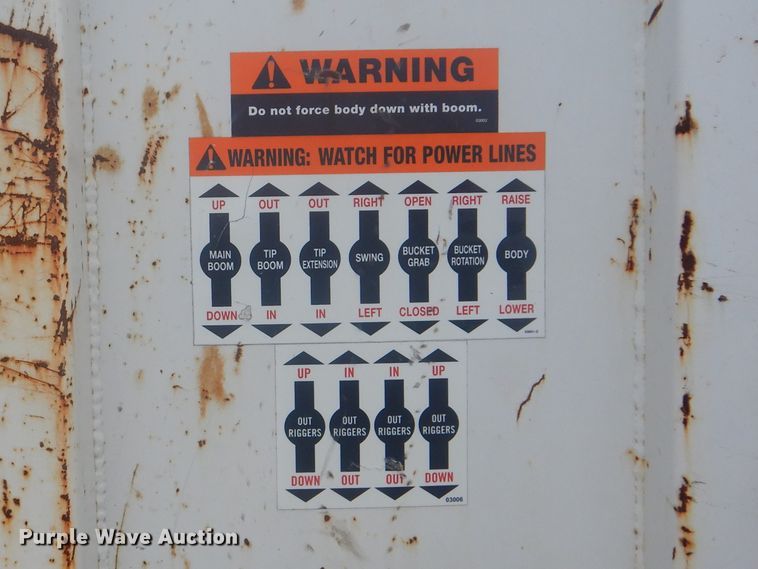 WARNING
Do not force body down with boom.
WARNING: WATCH FOR POWER LINES
UP OUT OUT RIGHT OPEN RIGHT RAISE
MAIN BOOM TIP BOOM TIP EXTENSION SWING BUCKET GRAB BUCKET ROTATION BODY
DOWN IN IN LEFT CLOSED LEFT LOWER
UP IN IN UP
OUT RIGGERS OUT RIGGERS OUT RIGGERS OUT RIGGERS
DOWN OUT OUT DOWN
03006
Purple Wave Auction